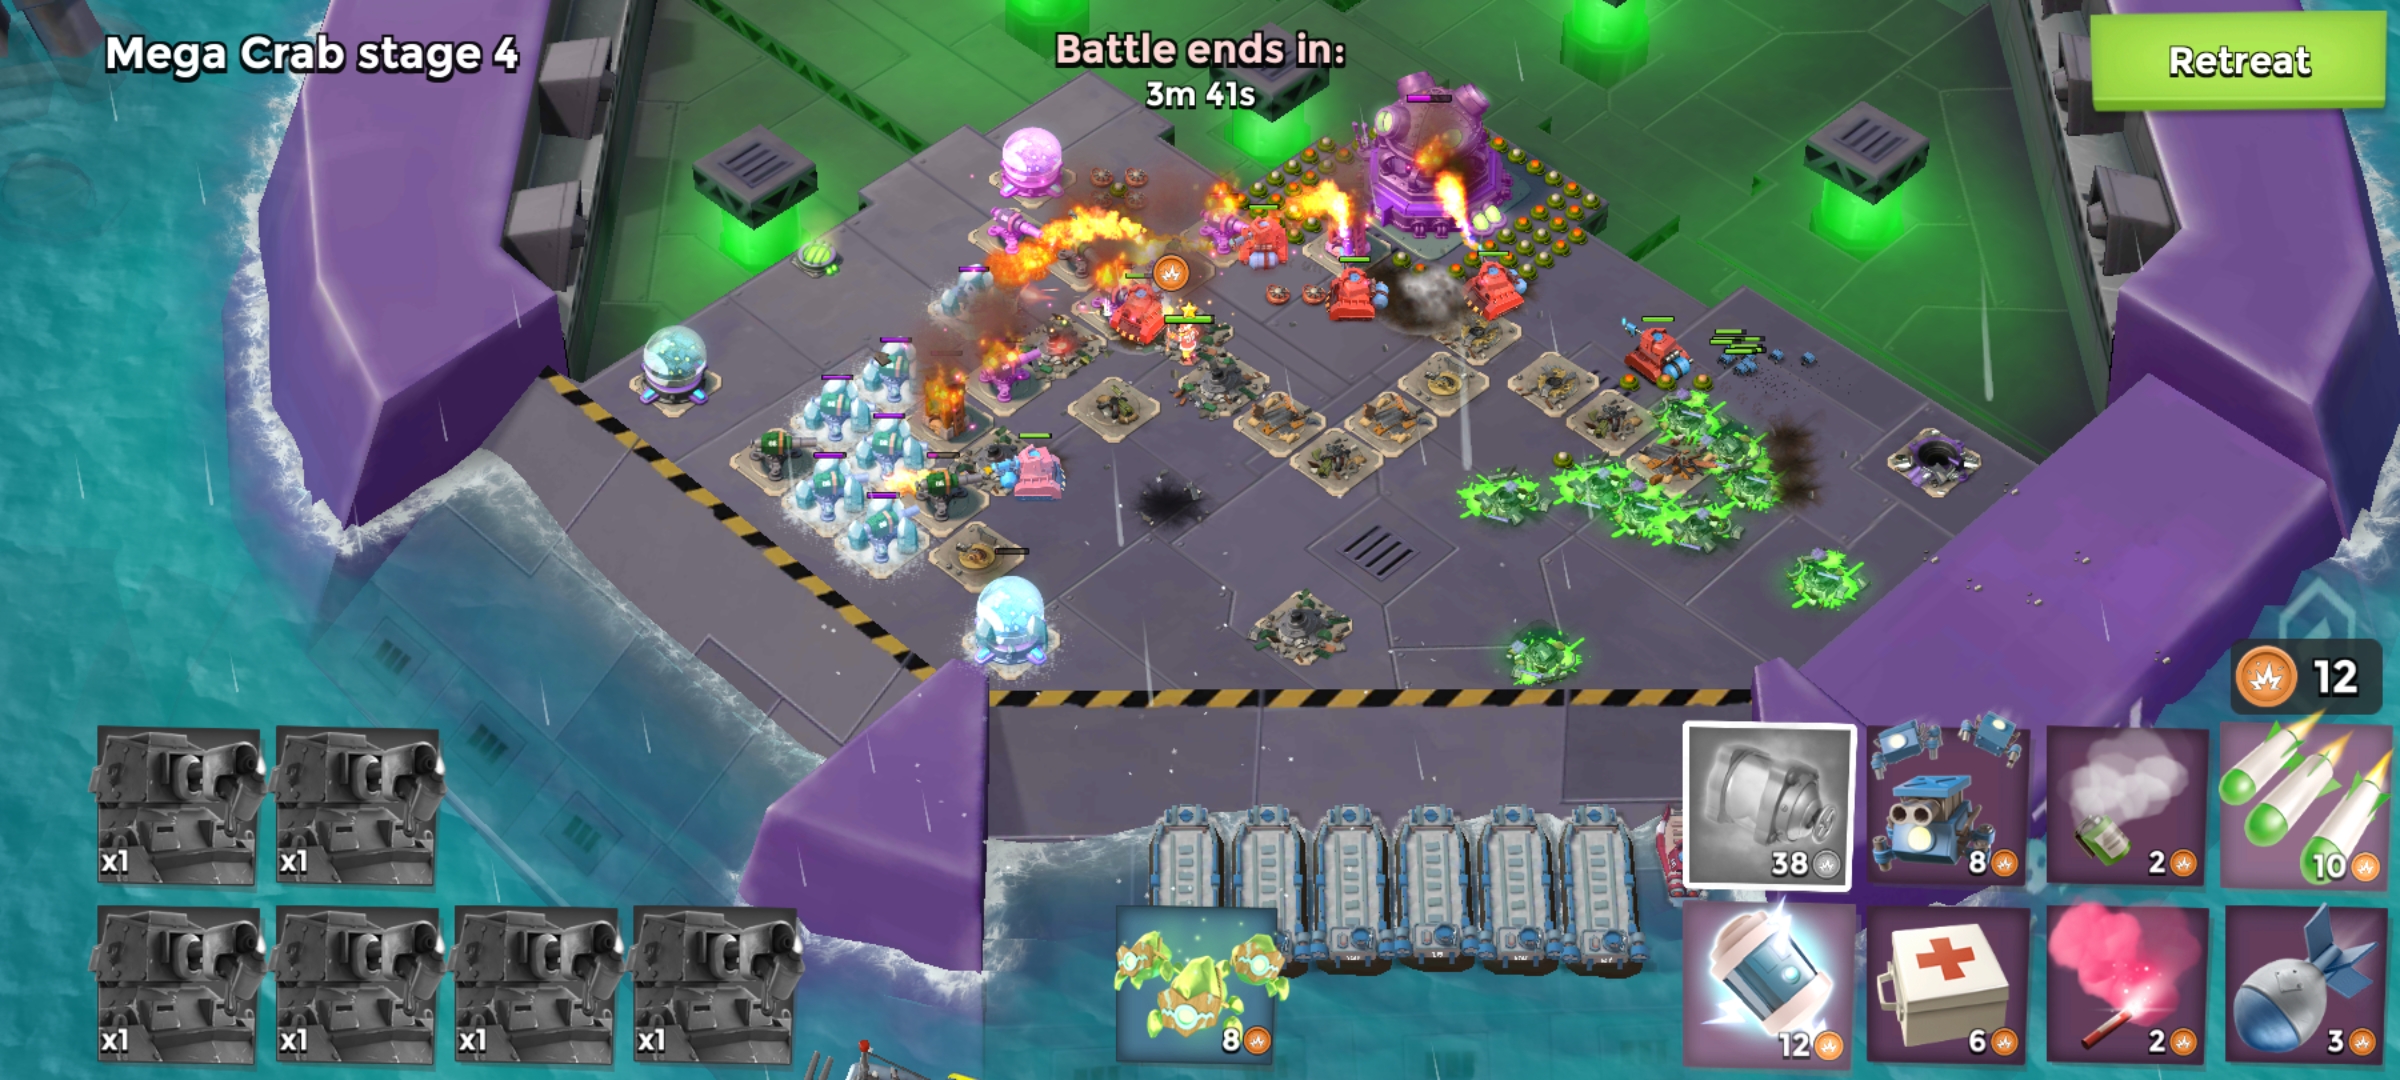 Mega Crab stage 4
Battle ends in:
3m 41s
Retreat
12
x1
x1
38
8
2
10
x1
x1
x1
x1
8
12
6
2
3